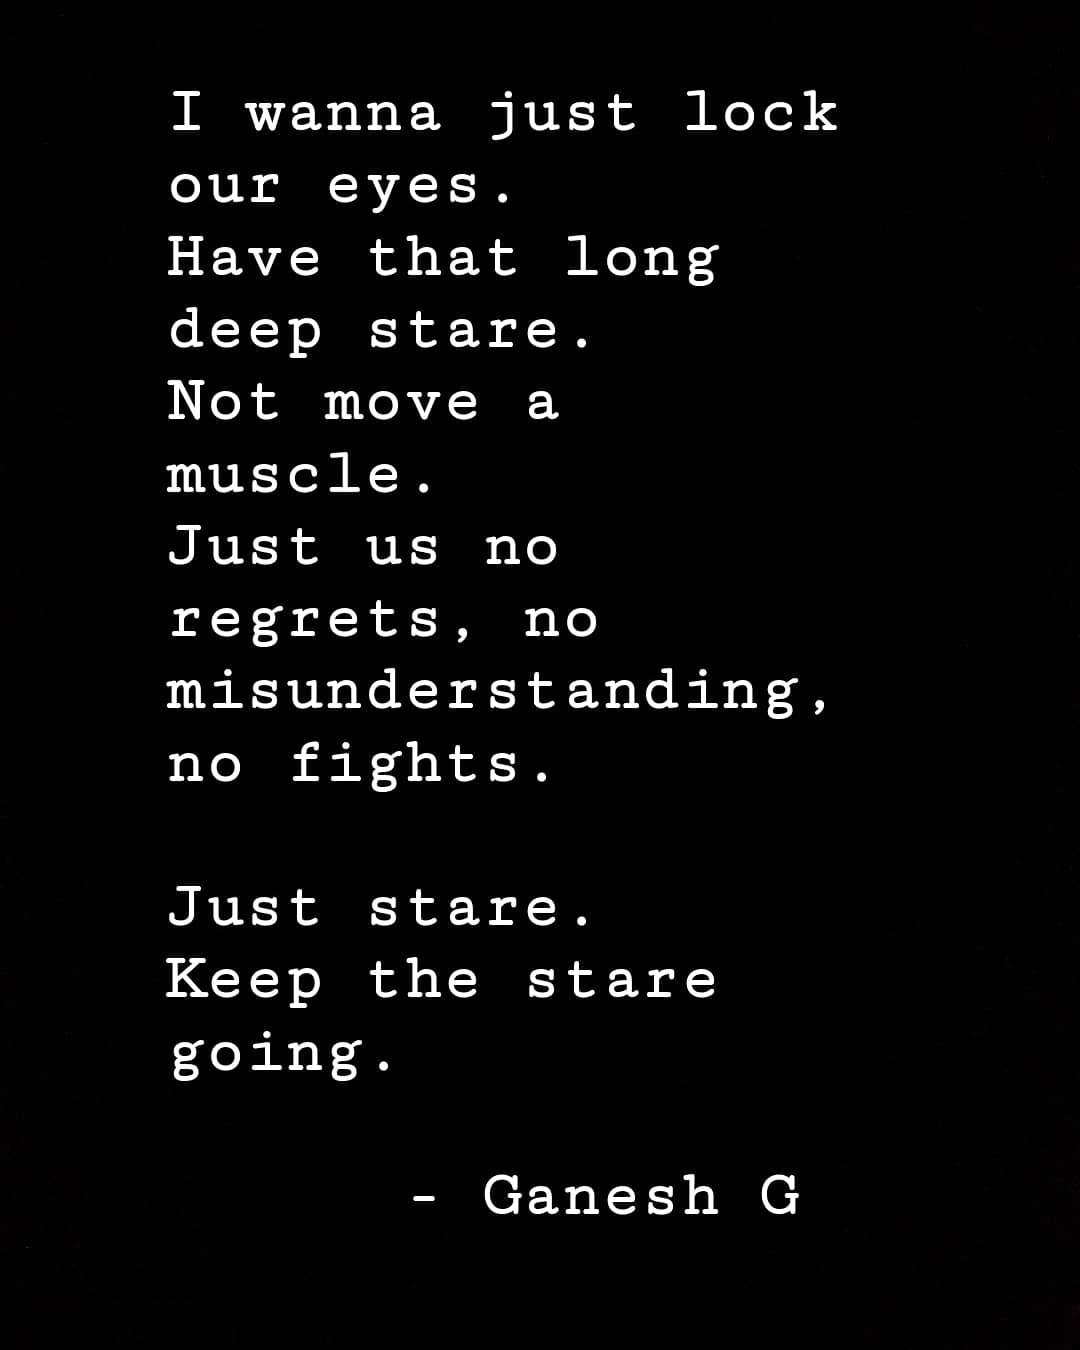 I wanna just lock
our eyes.
Have that long
deep stare.
Not move a
muscle.
Just us no
regrets, no
misunderstanding,
no fights.

Just stare.
Keep the stare
going.

- Ganesh G